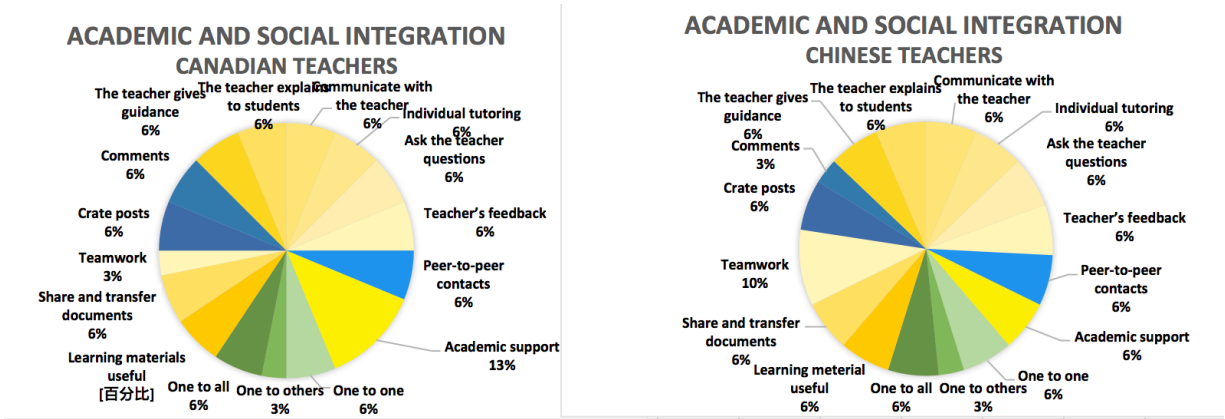 ACADEMIC AND SOCIAL INTEGRATION
CANADIAN TEACHERS
The teacher explains
to students
6%
Communicate with
the teacher
6%
Individual tutoring
6%
Ask the teacher
questions
6%
Teacher's feedback
6%
Peer-to-peer
contacts
6%
Academic support
13%
One to one
6%
One to others
3%
One to all
6%
Learning materials
useful
[百分比]
Share and transfer
documents
6%
Teamwork
3%
Crate posts
6%
Comments
6%
The teacher gives
guidance
6%
ACADEMIC AND SOCIAL INTEGRATION
CHINESE TEACHERS
The teacher explains
to students
6%
Communicate with
the teacher
6%
Individual tutoring
6%
Ask the teacher
questions
6%
Teacher's feedback
6%
Peer-to-peer
contacts
6%
Academic support
6%
One to one
6%
One to others
3%
One to all
6%
Learning meterial
useful
6%
Share and transfer
documents
6%
Teamwork
10%
Crate posts
6%
Comments
3%
The teacher gives
guidance
6%